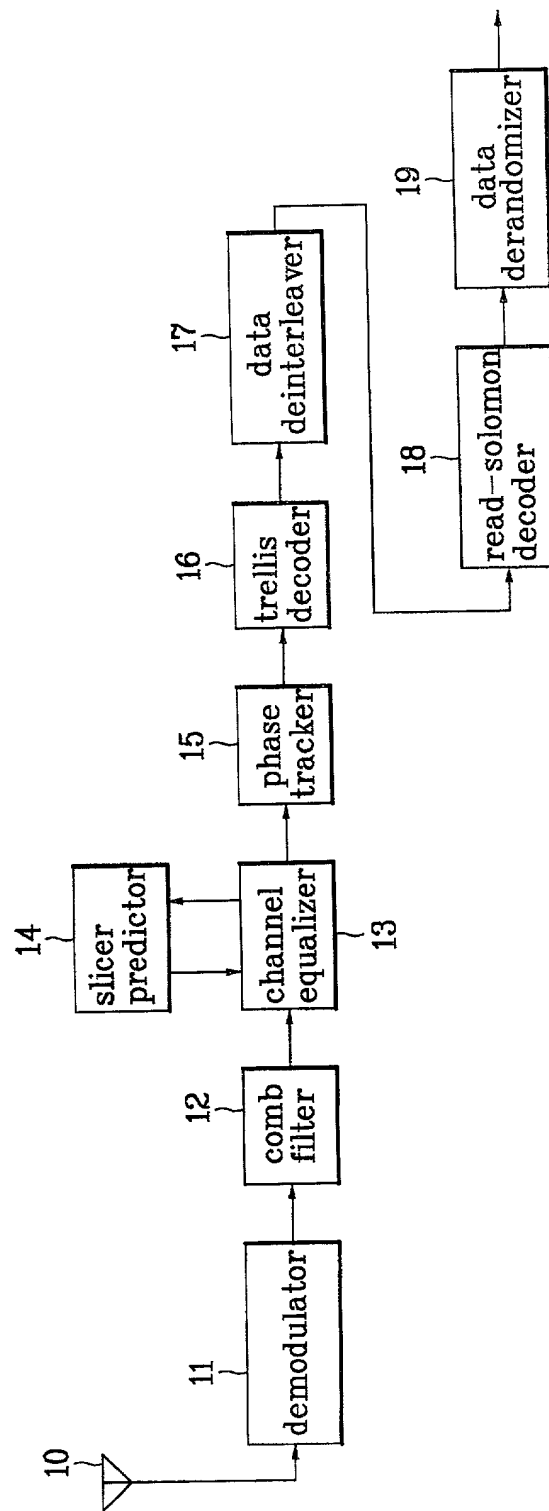 10
11
demodulator
12
comb
filter
13
channel
equalizer
14
slicer
predictor
15
phase
tracker
16
trellis
decoder
17
data
deinterleaver
18
read-solomon
decoder
19
data
derandomizer